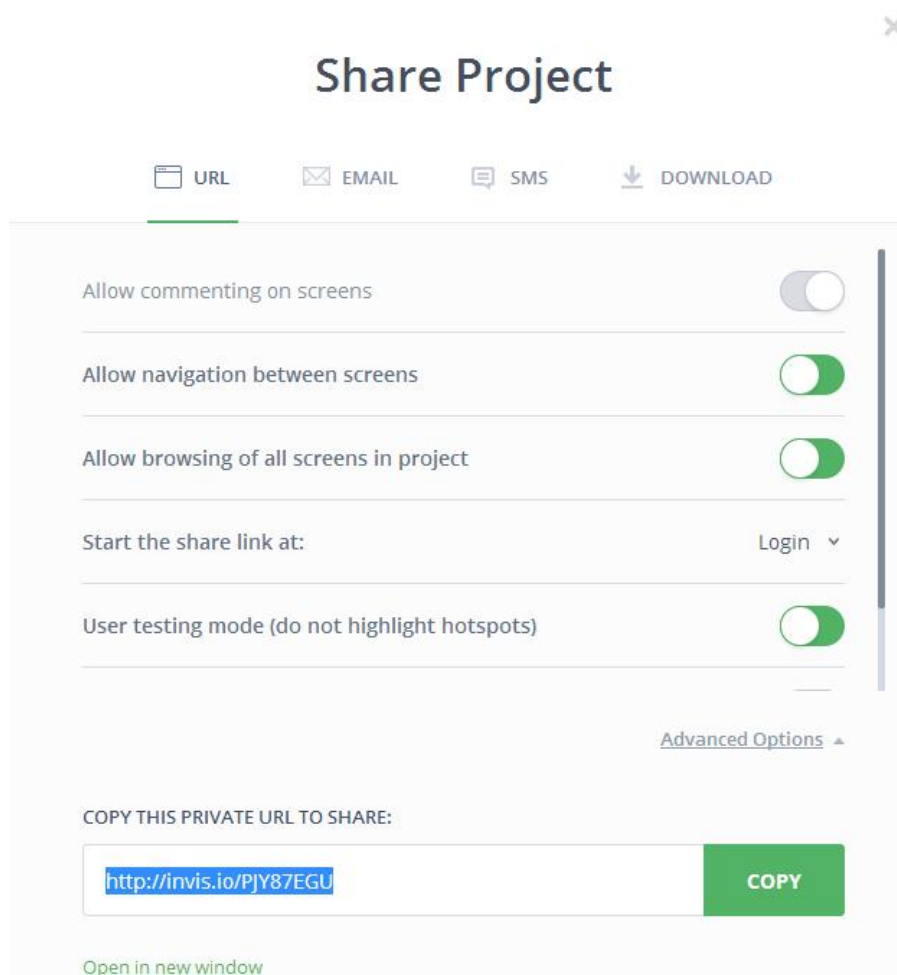 Share Project
URL EMAIL SMS DOWNLOAD
Allow commenting on screens
Allow navigation between screens
Allow browsing of all screens in project
Start the share link at: Login
User testing mode (do not highlight hotspots)
Advanced Options
COPY THIS PRIVATE URL TO SHARE:
http://invis.io/PJY87EGU COPY
Open in new window